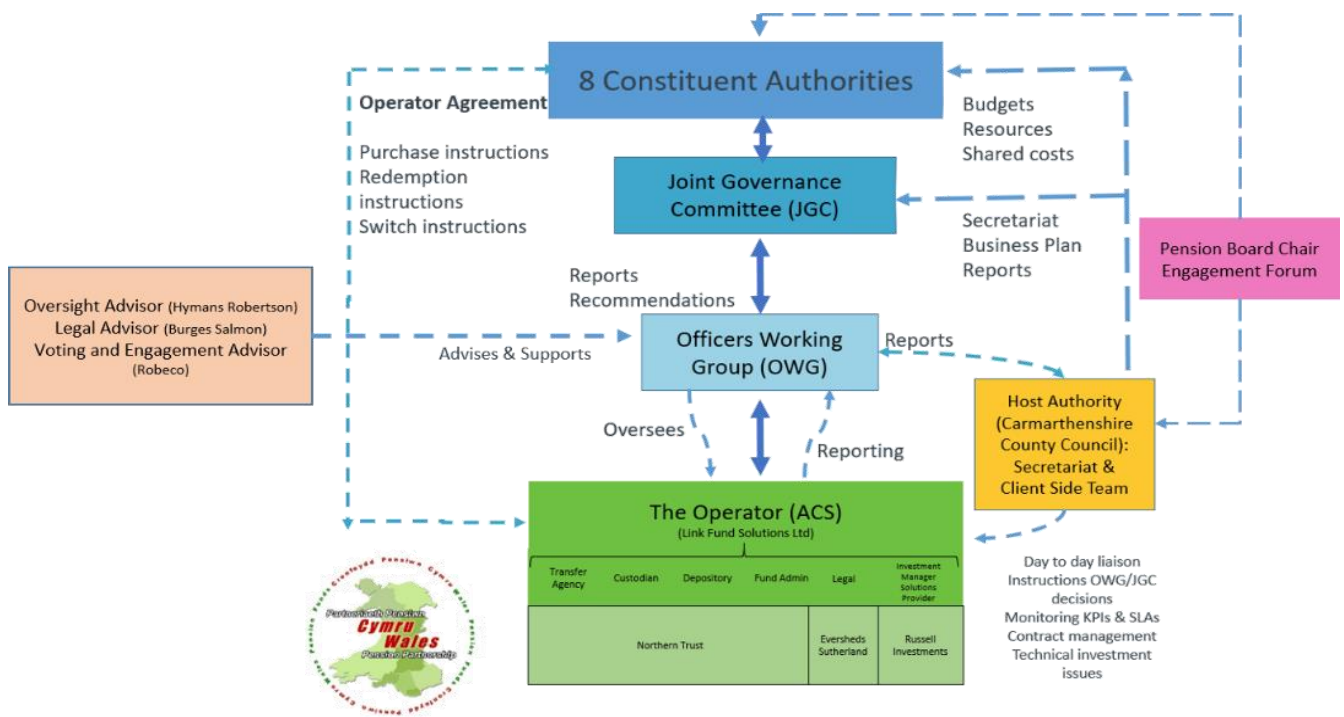 8 Constituent Authorities
Operator Agreement
Purchase instructions
Redemption
instructions
Switch instructions
Budgets
Resources
Shared costs
Joint Governance
Committee (JGC)
Secretariat
Business Plan
Reports
Pension Board Chair
Engagement Forum
Reports
Recommendations
Oversight Advisor (Hymans Robertson)
Legal Advisor (Burges Salmon)
Voting and Engagement Advisor
(Robeco)
Advises & Supports
Officers Working
Group (OWG)
Reports
Host Authority
(Carmarthenshire
County Council):
Secretariat &
Client Side Team
Oversees
Reporting
The Operator (ACS)
(Link Fund Solutions Ltd)
Transfer
Agency
Custodian
Depository
Fund Admin
Legal
Investment
Manager
Solutions
Provider
Northern Trust
Eversheds
Sutherland
Russell
Investments
Day to day liaison
Instructions OWG/JGC
decisions
Monitoring KPIs & SLAs
Contract management
Technical investment
issues
Partneriaeth Pensiwn
Cymru
Wales
Pension Partnership